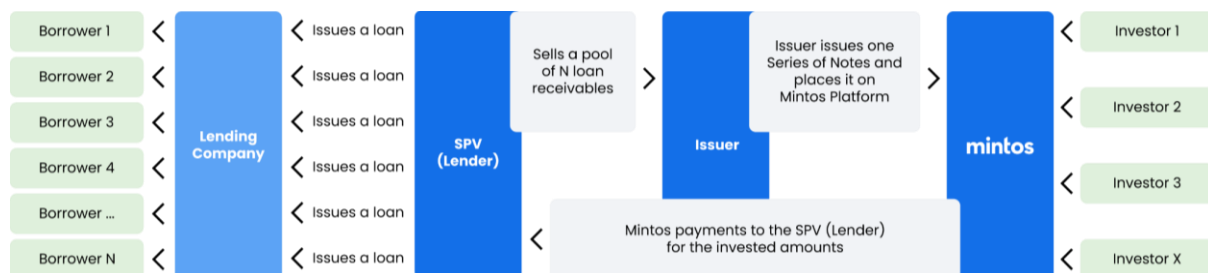 Borrower 1
Borrower 2
Borrower 3
Borrower 4
Borrower ...
Borrower N
Lending
Company
Issues a loan
Issues a loan
Issues a loan
Issues a loan
Issues a loan
Issues a loan
SPV
(Lender)
Sells a pool
of N loan
receivables
Issuer
Issuer issues one
Series of Notes and
places it on
Mintos Platform
Mintos payments to the SPV (Lender)
for the invested amounts
mintos
Investor 1
Investor 2
Investor 3
Investor X